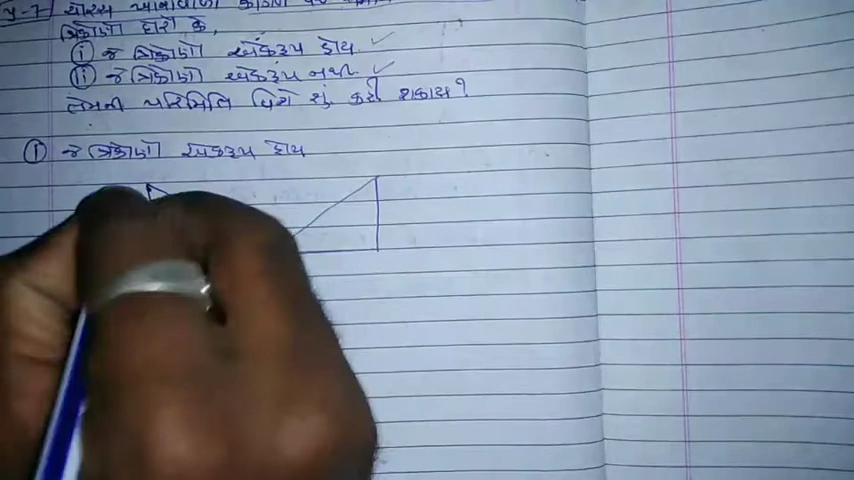 પ્ર-7 યોગ્ય
ત્રિકોણો દોરો કે,
(i) જે ત્રિકોણો એકરૂપ હોય
(ii) જે ત્રિકોણો એકરૂપ નથી.
તેમની પરિમિતિ વિશે શું કહી શકાય?
(i) જે ત્રિકોણો એકરૂપ હોય